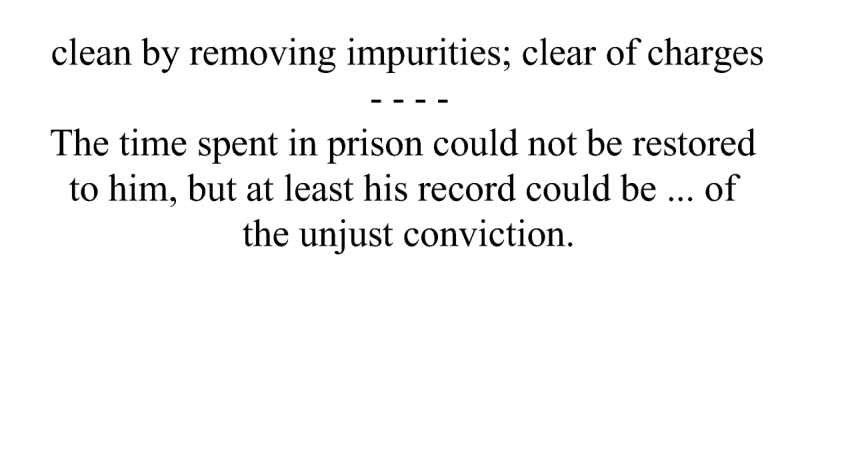 clean by removing impurities; clear of charges
- - - -
The time spent in prison could not be restored
to him, but at least his record could be ... of
the unjust conviction.